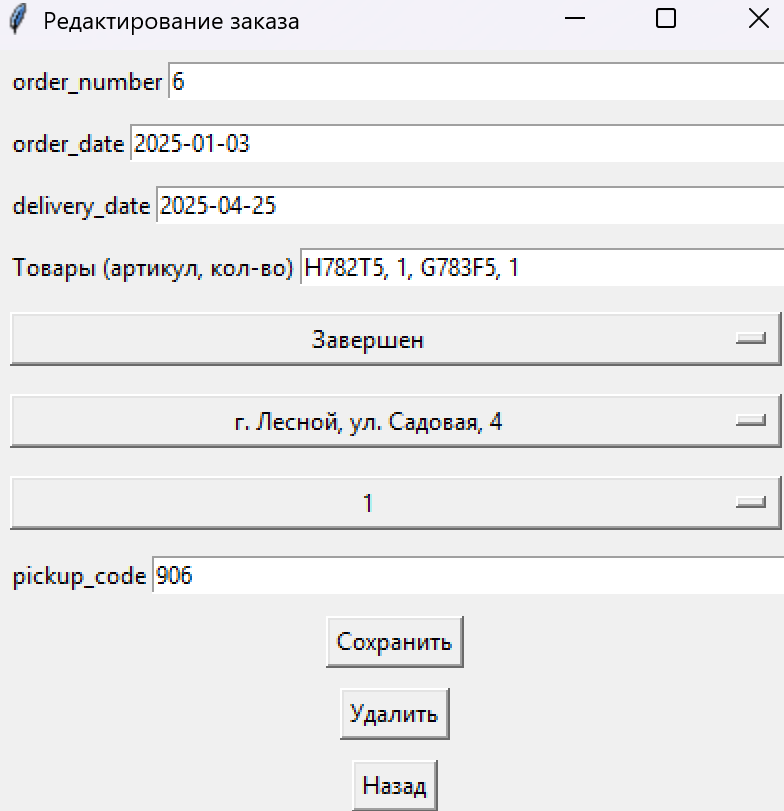 Редактирование заказа
order_number 6
order_date 2025-01-03
delivery_date 2025-04-25
Товары (артикул, кол-во) H782T5, 1, G783F5, 1
Завершен
г. Лесной, ул. Садовая, 4
1
pickup_code 906
Сохранить
Удалить
Назад